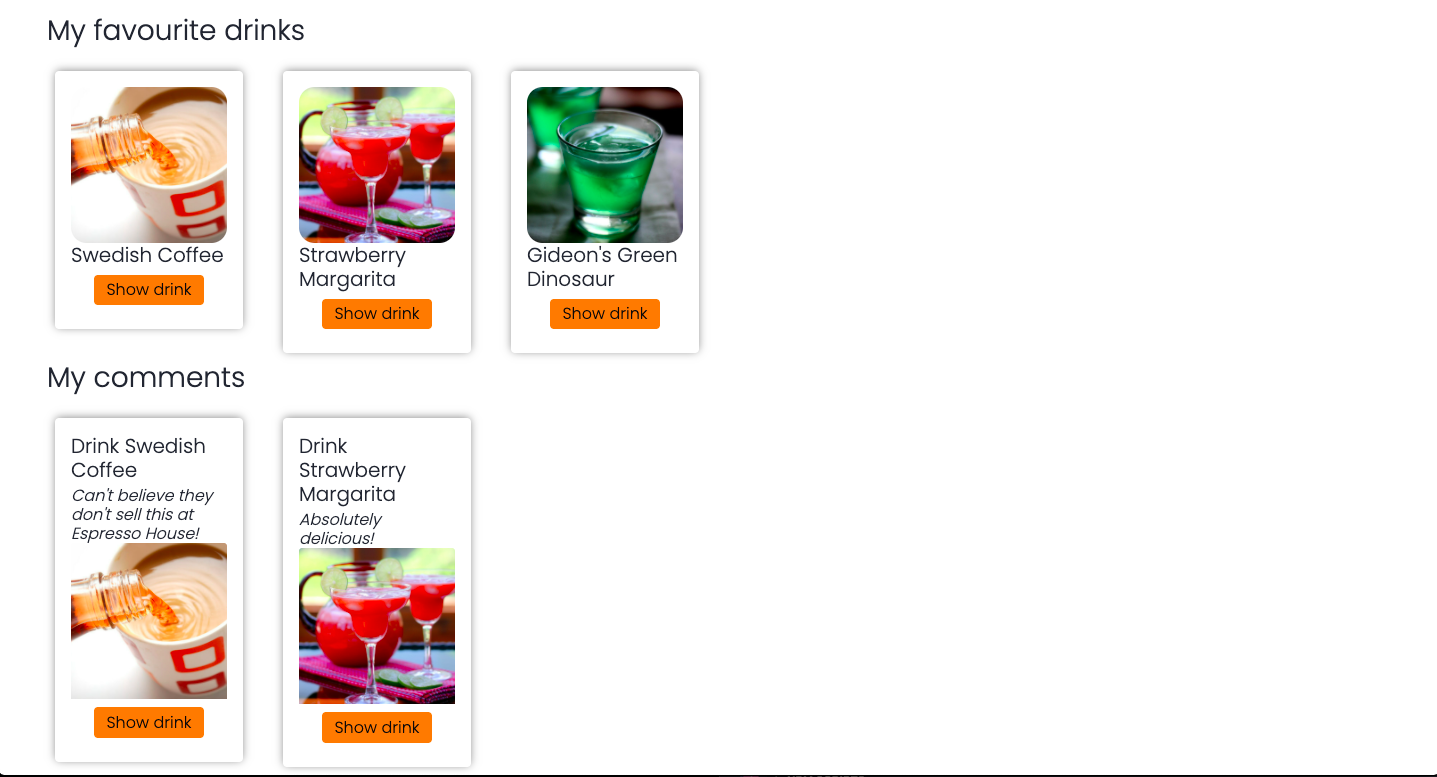 My favourite drinks
Swedish Coffee
Show drink
Strawberry
Margarita
Show drink
Gideon's Green
Dinosaur
Show drink
My comments
Drink Swedish
Coffee
Can't believe they
don't sell this at
Espresso House!
Show drink
Drink
Strawberry
Margarita
Absolutely
delicious!
Show drink